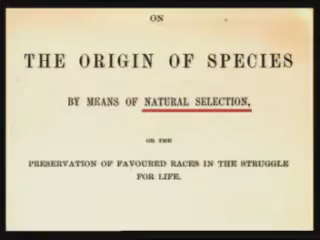 ON
THE ORIGIN OF SPECIES
BY MEANS OF NATURAL SELECTION,
OR THE
PRESERVATION OF FAVOURED RACES IN THE STRUGGLE
FOR LIFE.